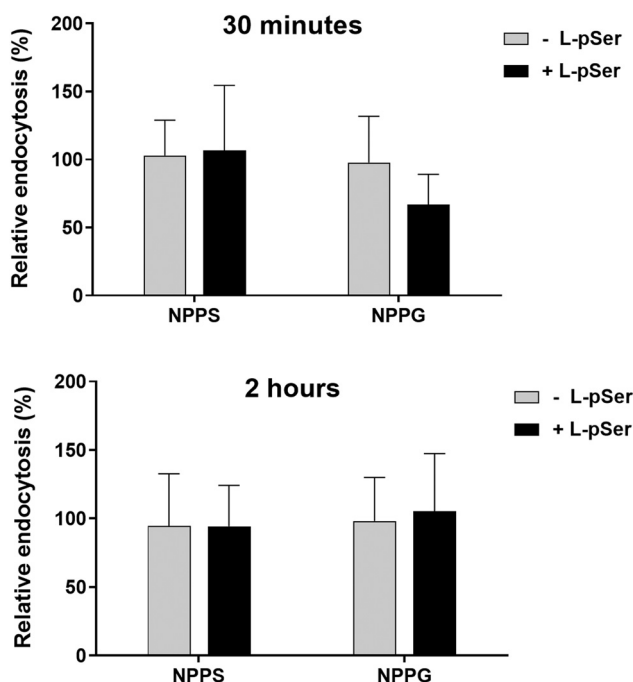 30 minutes
- L-pSer
+ L-pSer
Relative endocytosis (%)
200
150
100
50
0
NPPS NPPG
2 hours
- L-pSer
+ L-pSer
Relative endocytosis (%)
200
150
100
50
0
NPPS NPPG